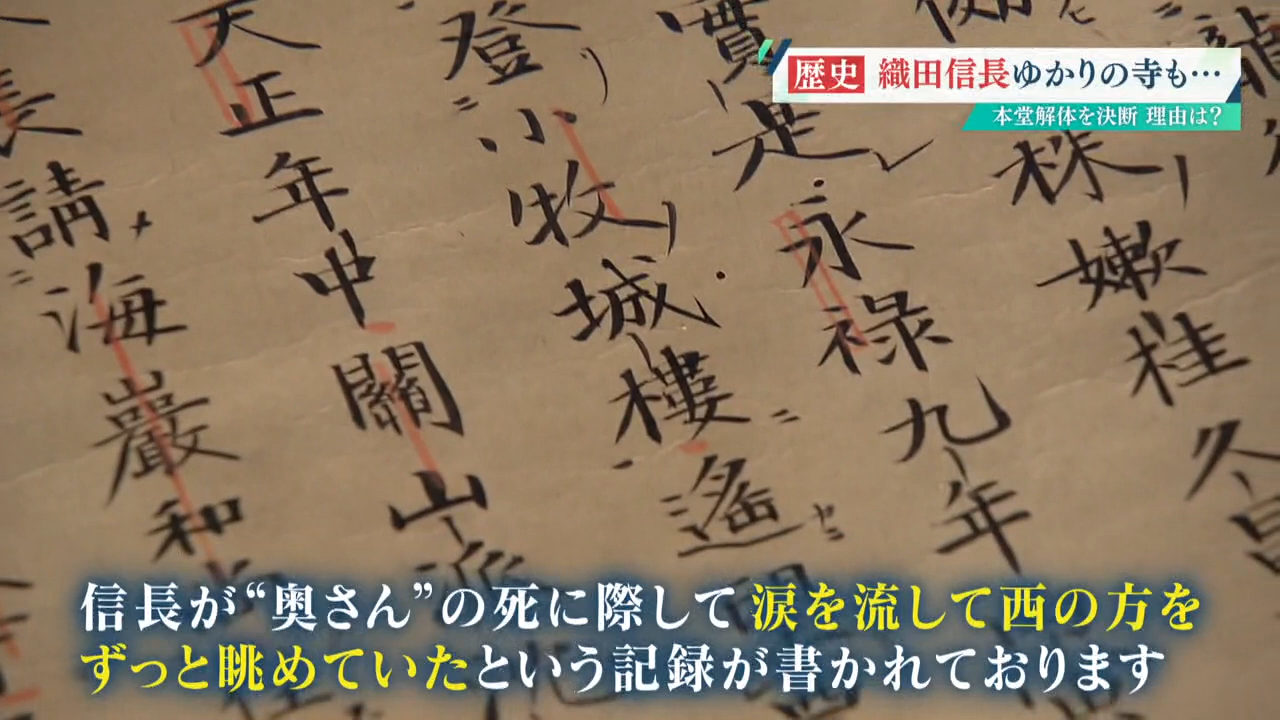 歴史 織田信長ゆかりの寺も…
本堂解体を決断 理由は?
株嫰桂
賈是永禄九年
登小牧城樓遙
天正年中關山派
長請海巖和
信長が“奥さん”の死に際して涙を流して西の方を
ずっと眺めていたという記録が書かれております